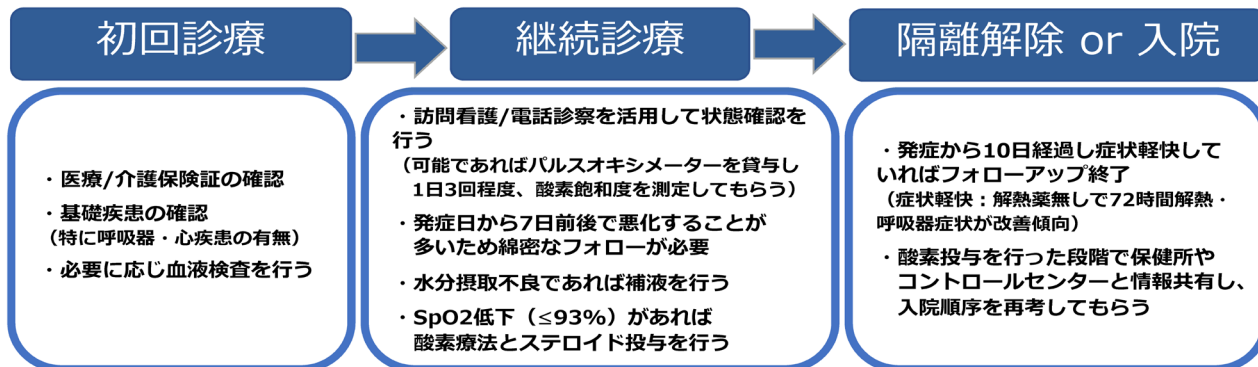 初回診療
継続診療
隔離解除 or 入院
・医療/介護保険証の確認
・基礎疾患の確認
（特に呼吸器・心疾患の有無）
・必要に応じ血液検査を行う
・訪問看護/電話診察を活用して状態確認を
行う
（可能であればパルスオキシメーターを貸与し
1日3回程度、酸素飽和度を測定してもらう）
・発症日から7日前後で悪化することが
多いため綿密なフォローが必要
・水分摂取不良であれば補液を行う
・SpO2低下（≤93%）があれば
酸素療法とステロイド投与を行う
・発症から10日経過し症状軽快して
いればフォローアップ終了
（症状軽快：解熱薬無しで72時間解熱・
呼吸器症状が改善傾向）
・酸素投与を行った段階で保健所や
コントロールセンターと情報共有し、
入院順序を再考してもらう